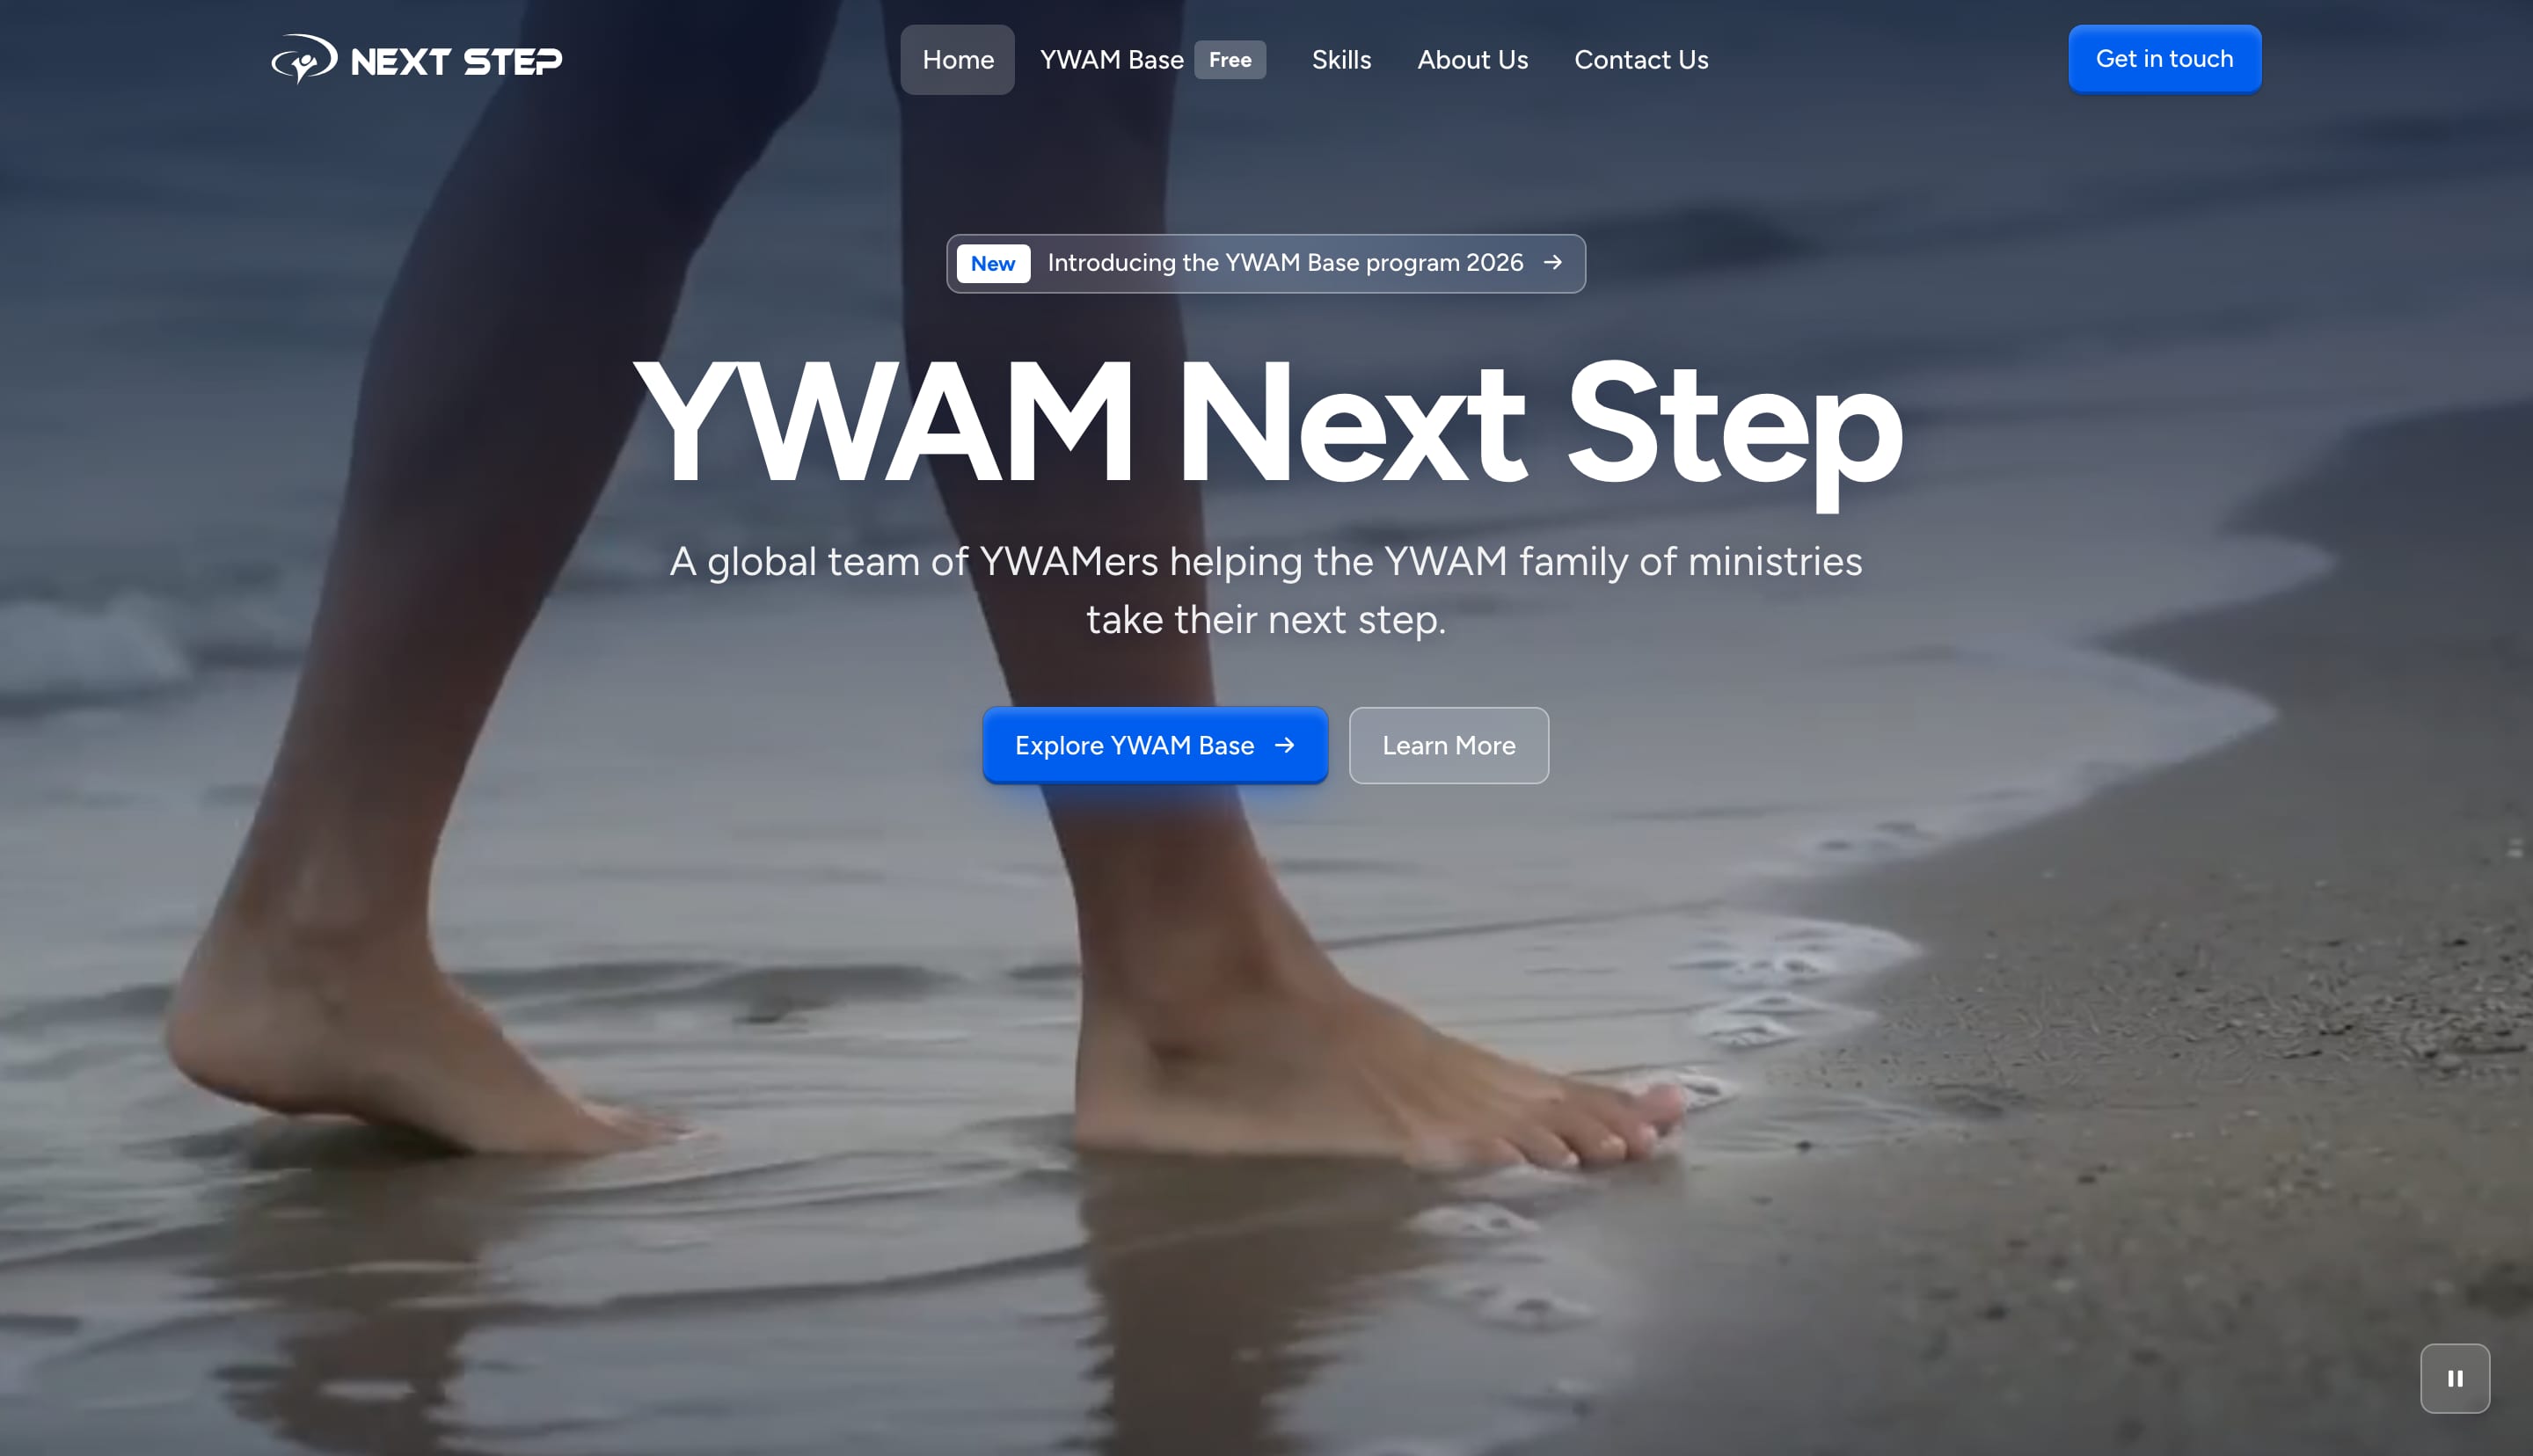 NEXT STEP
Home YWAM Base Free Skills About Us Contact Us
Get in touch
New Introducing the YWAM Base program 2026 →
YWAM Next Step
A global team of YWAMers helping the YWAM family of ministries
take their next step.
Explore YWAM Base →
Learn More